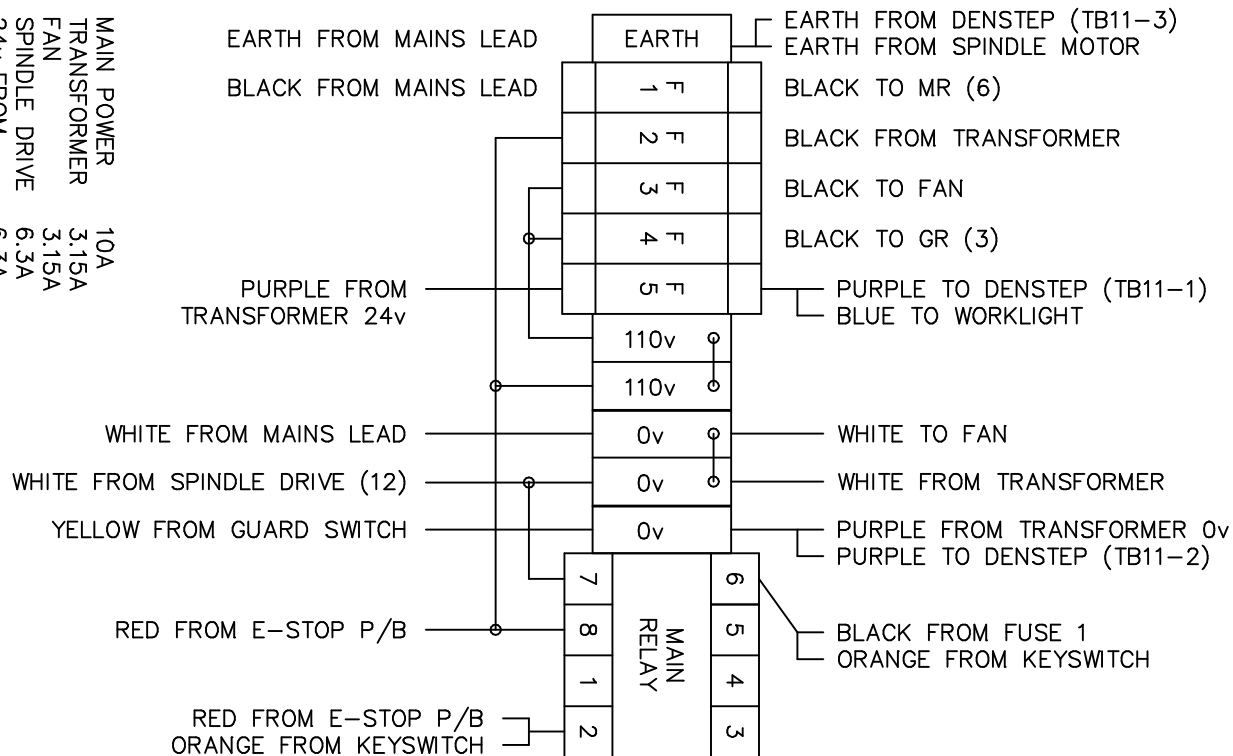 MAIN POWER 10A
TRANSFORMER 3.15A
FAN 3.15A
SPINDLE DRIVE 6.3A
EARTH FROM MAINS LEAD
EARTH
EARTH FROM DENSTEP (TB11-3)
EARTH FROM SPINDLE MOTOR
BLACK FROM MAINS LEAD
F1
BLACK TO MR (6)
F2
BLACK FROM TRANSFORMER
F3
BLACK TO FAN
F4
BLACK TO GR (3)
PURPLE FROM
TRANSFORMER 24v
F5
PURPLE TO DENSTEP (TB11-1)
BLUE TO WORKLIGHT
110v
110v
WHITE FROM MAINS LEAD
0v
WHITE TO FAN
WHITE FROM SPINDLE DRIVE (12)
0v
WHITE FROM TRANSFORMER
YELLOW FROM GUARD SWITCH
0v
PURPLE FROM TRANSFORMER 0v
PURPLE TO DENSTEP (TB11-2)
7
6
RED FROM E-STOP P/B
8
MAIN
RELAY
5
BLACK FROM FUSE 1
ORANGE FROM KEYSWITCH
1
4
RED FROM E-STOP P/B
ORANGE FROM KEYSWITCH
2
3